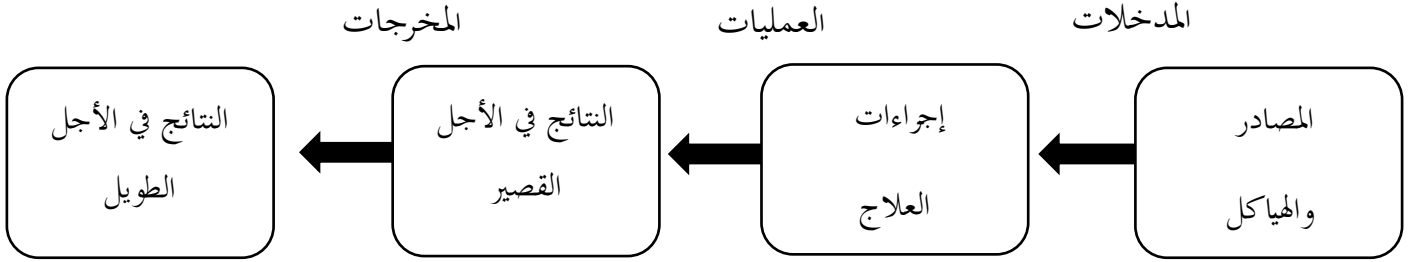 المدخلات
العمليات
المخرجات
المصادر
والهياكل
إجراءات
العلاج
النتائج في الأجل
القصير
النتائج في الأجل
الطويل